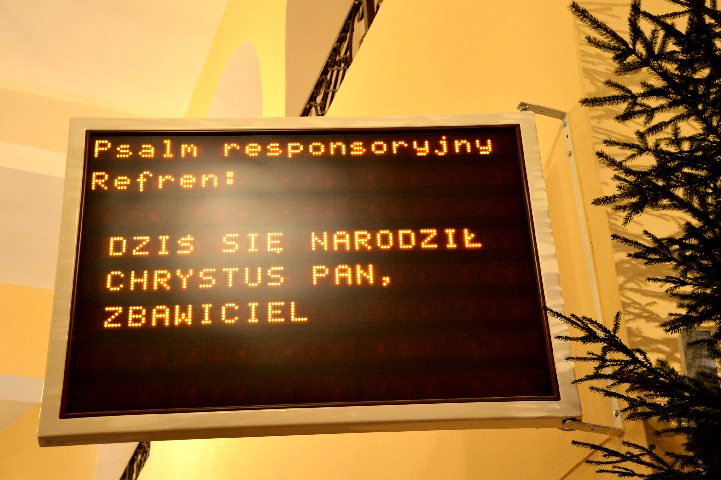 Psalm responsoryjny
Refren:
DZIŚ SIĘ NARODZIŁ
CHRYSTUS PAN,
ZBAWICIEL